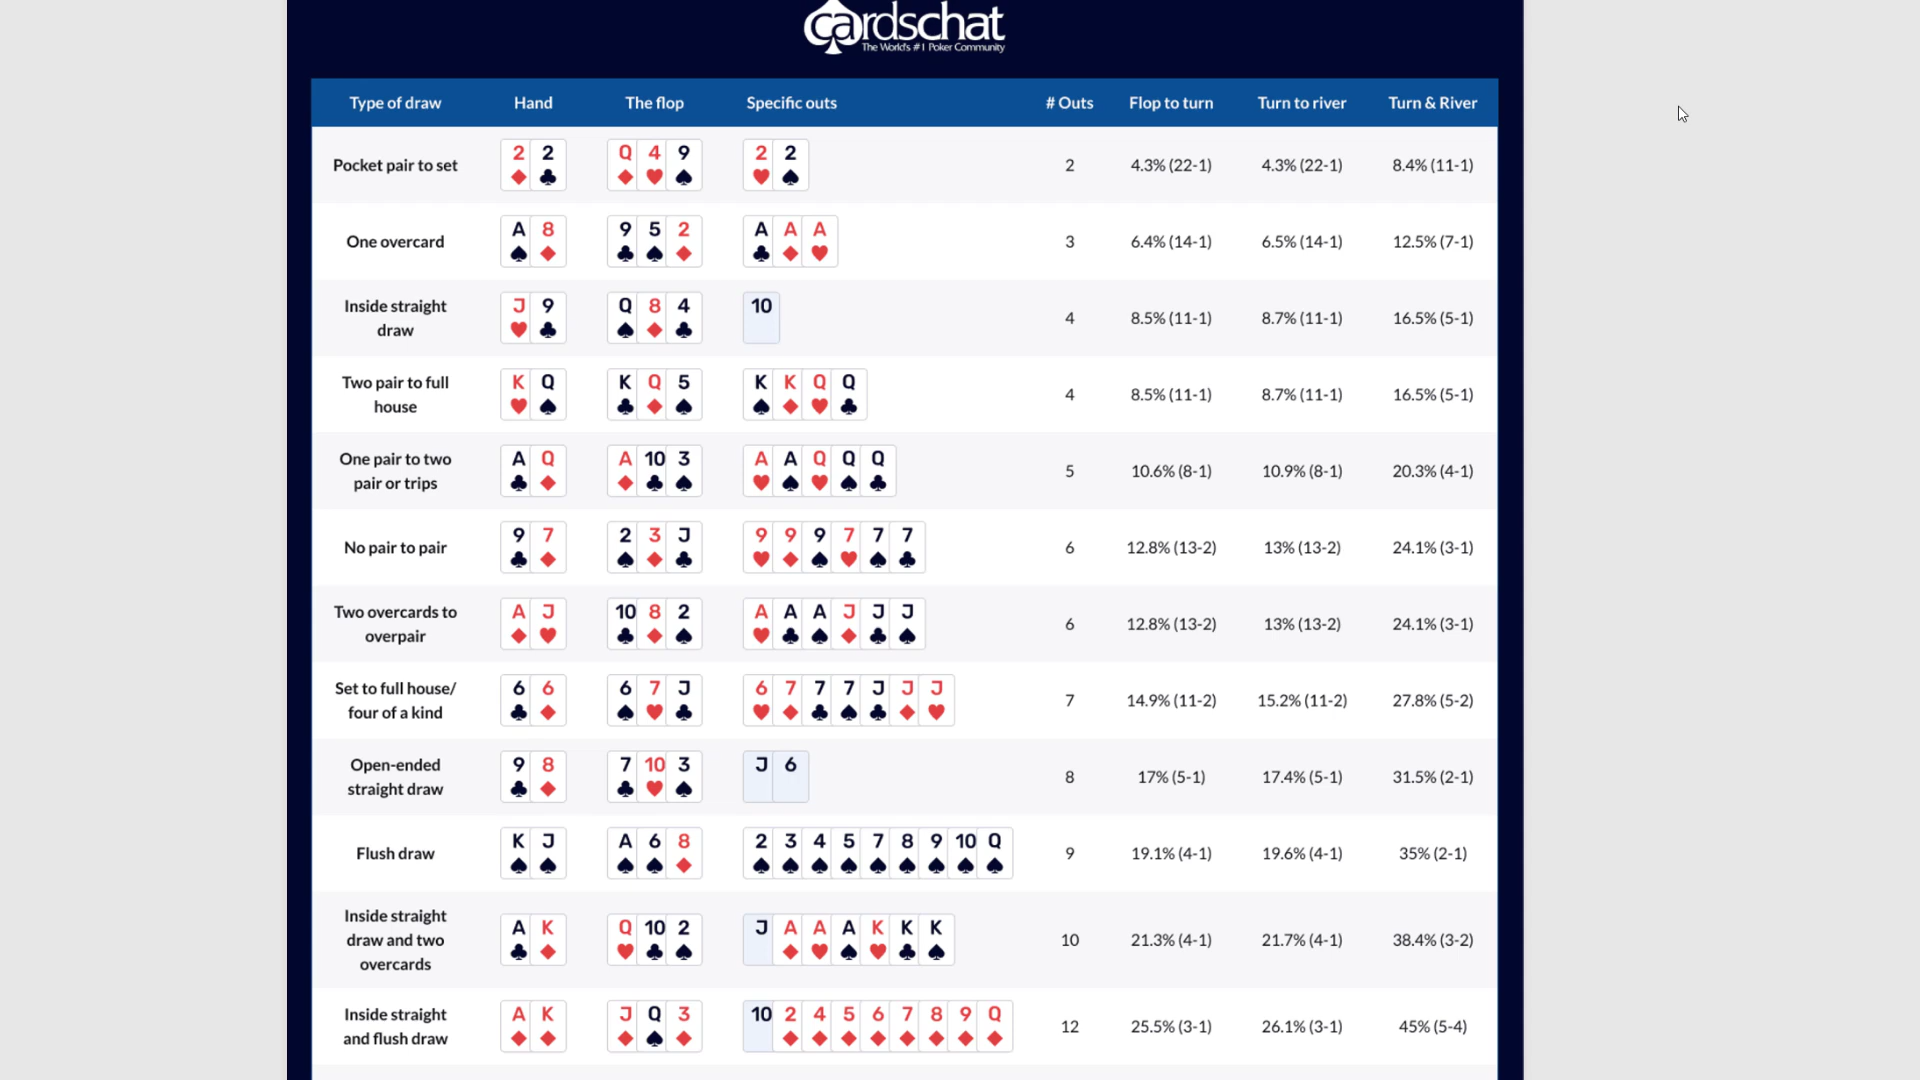 cardschat
The World's #1 Poker Community
Type of draw Hand The flop Specific outs # Outs Flop to turn Turn to river Turn & River
Pocket pair to set 2 2 Q 4 9 2 2 2 4.3% (22-1) 4.3% (22-1) 8.4% (11-1)
One overcard A 8 9 5 2 A A A 3 6.4% (14-1) 6.5% (14-1) 12.5% (7-1)
Inside straight
draw J 9 Q 8 4 10 4 8.5% (11-1) 8.7% (11-1) 16.5% (5-1)
Two pair to full
house K Q K Q 5 K K Q Q 4 8.5% (11-1) 8.7% (11-1) 16.5% (5-1)
One pair to two
pair or trips A Q A 10 3 A A Q Q Q 5 10.6% (8-1) 10.9% (8-1) 20.3% (4-1)
No pair to pair 9 7 2 3 J 9 9 9 7 7 7 6 12.8% (13-2) 13% (13-2) 24.1% (3-1)
Two overcards to
overpair A J 10 8 2 A A A J J J 6 12.8% (13-2) 13% (13-2) 24.1% (3-1)
Set to full house/
four of a kind 6 6 6 7 J 6 7 7 7 J J J 7 14.9% (11-2) 15.2% (11-2) 27.8% (5-2)
Open-ended
straight draw 9 8 7 10 3 J 6 8 17% (5-1) 17.4% (5-1) 31.5% (2-1)
Flush draw K J A 6 8 2 3 4 5 7 8 9 10 Q 9 19.1% (4-1) 19.6% (4-1) 35% (2-1)
Inside straight
draw and two
overcards A K Q 10 2 J A A A K K K 10 21.3% (4-1) 21.7% (4-1) 38.4% (3-2)
Inside straight
and flush draw A K J Q 3 10 2 4 5 6 7 8 9 Q 12 25.5% (3-1) 26.1% (3-1) 45% (5-4)